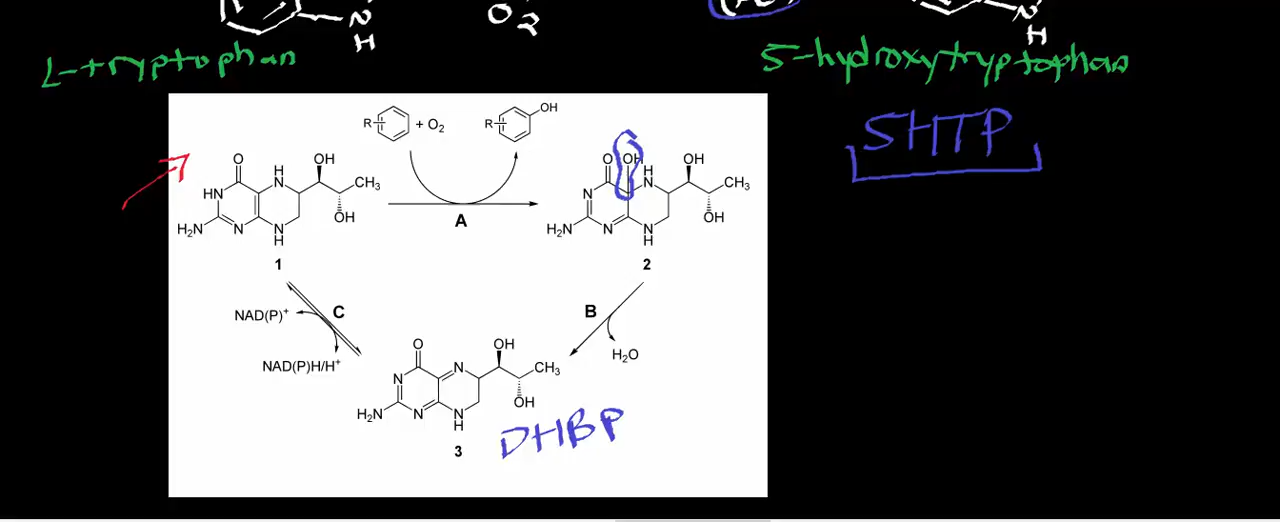 N
H
O2
N
H
L-tryptophan
5-hydroxytryptophan
5HTP
R
+ O2
R
OH
O
H
N
OH
HN
CH3
H2N
N
N
H
OH
1
A
O
OH
H
N
OH
N
CH3
H2N
N
N
H
OH
2
NAD(P)+
C
NAD(P)H/H+
B
H2O
O
N
OH
N
CH3
H2N
N
N
H
OH
3
DHBP